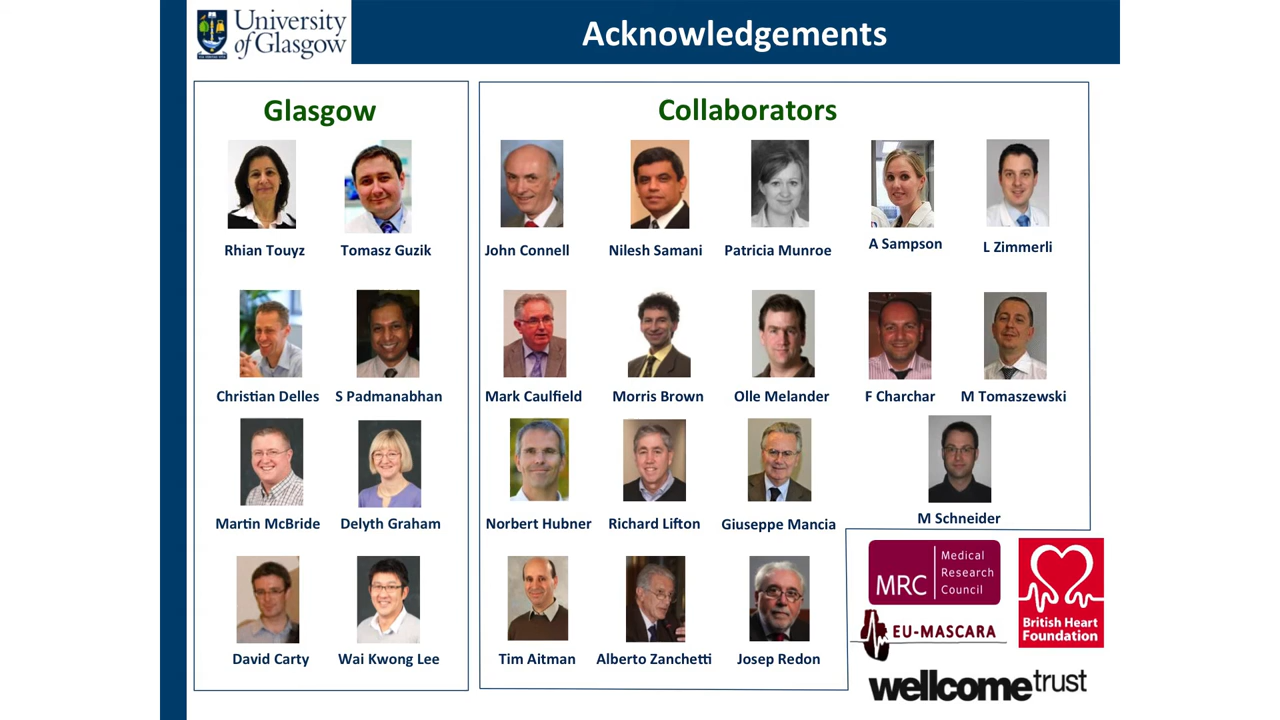 University
of Glasgow
Acknowledgements
Glasgow
Rhian Touyz
Tomasz Guzik
Christian Delles
S Padmanabhan
Martin McBride
Delyth Graham
David Carty
Wai Kwong Lee
Collaborators
John Connell
Nilesh Samani
Patricia Munroe
A Sampson
L Zimmerli
Mark Caulfield
Morris Brown
Olle Melander
F Charchar
M Tomaszewski
Norbert Hubner
Richard Lifton
Giuseppe Mancia
M Schneider
Tim Aitman
Alberto Zanchetti
Josep Redon
MRC
Medical
Research
Council
British Heart
Foundation
EU-MASCARA
wellcometrust